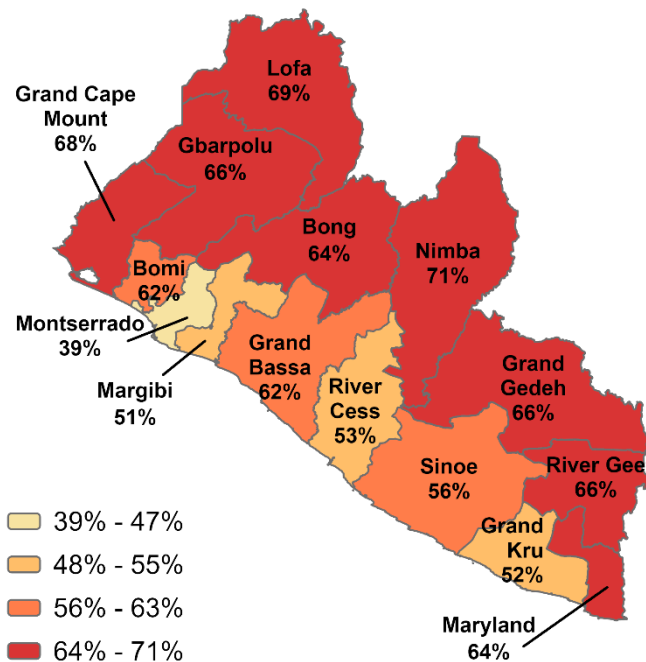 Lofa
69%
Grand Cape
Mount
68%
Gbarpolu
66%
Bong
64%
Nimba
71%
Bomi
62%
Montserrado
39%
Margibi
51%
Grand
Bassa
62%
River
Cess
53%
Grand
Gedeh
66%
Sinoe
56%
River Gee
66%
Grand
Kru
52%
Maryland
64%
39% - 47%
48% - 55%
56% - 63%
64% - 71%